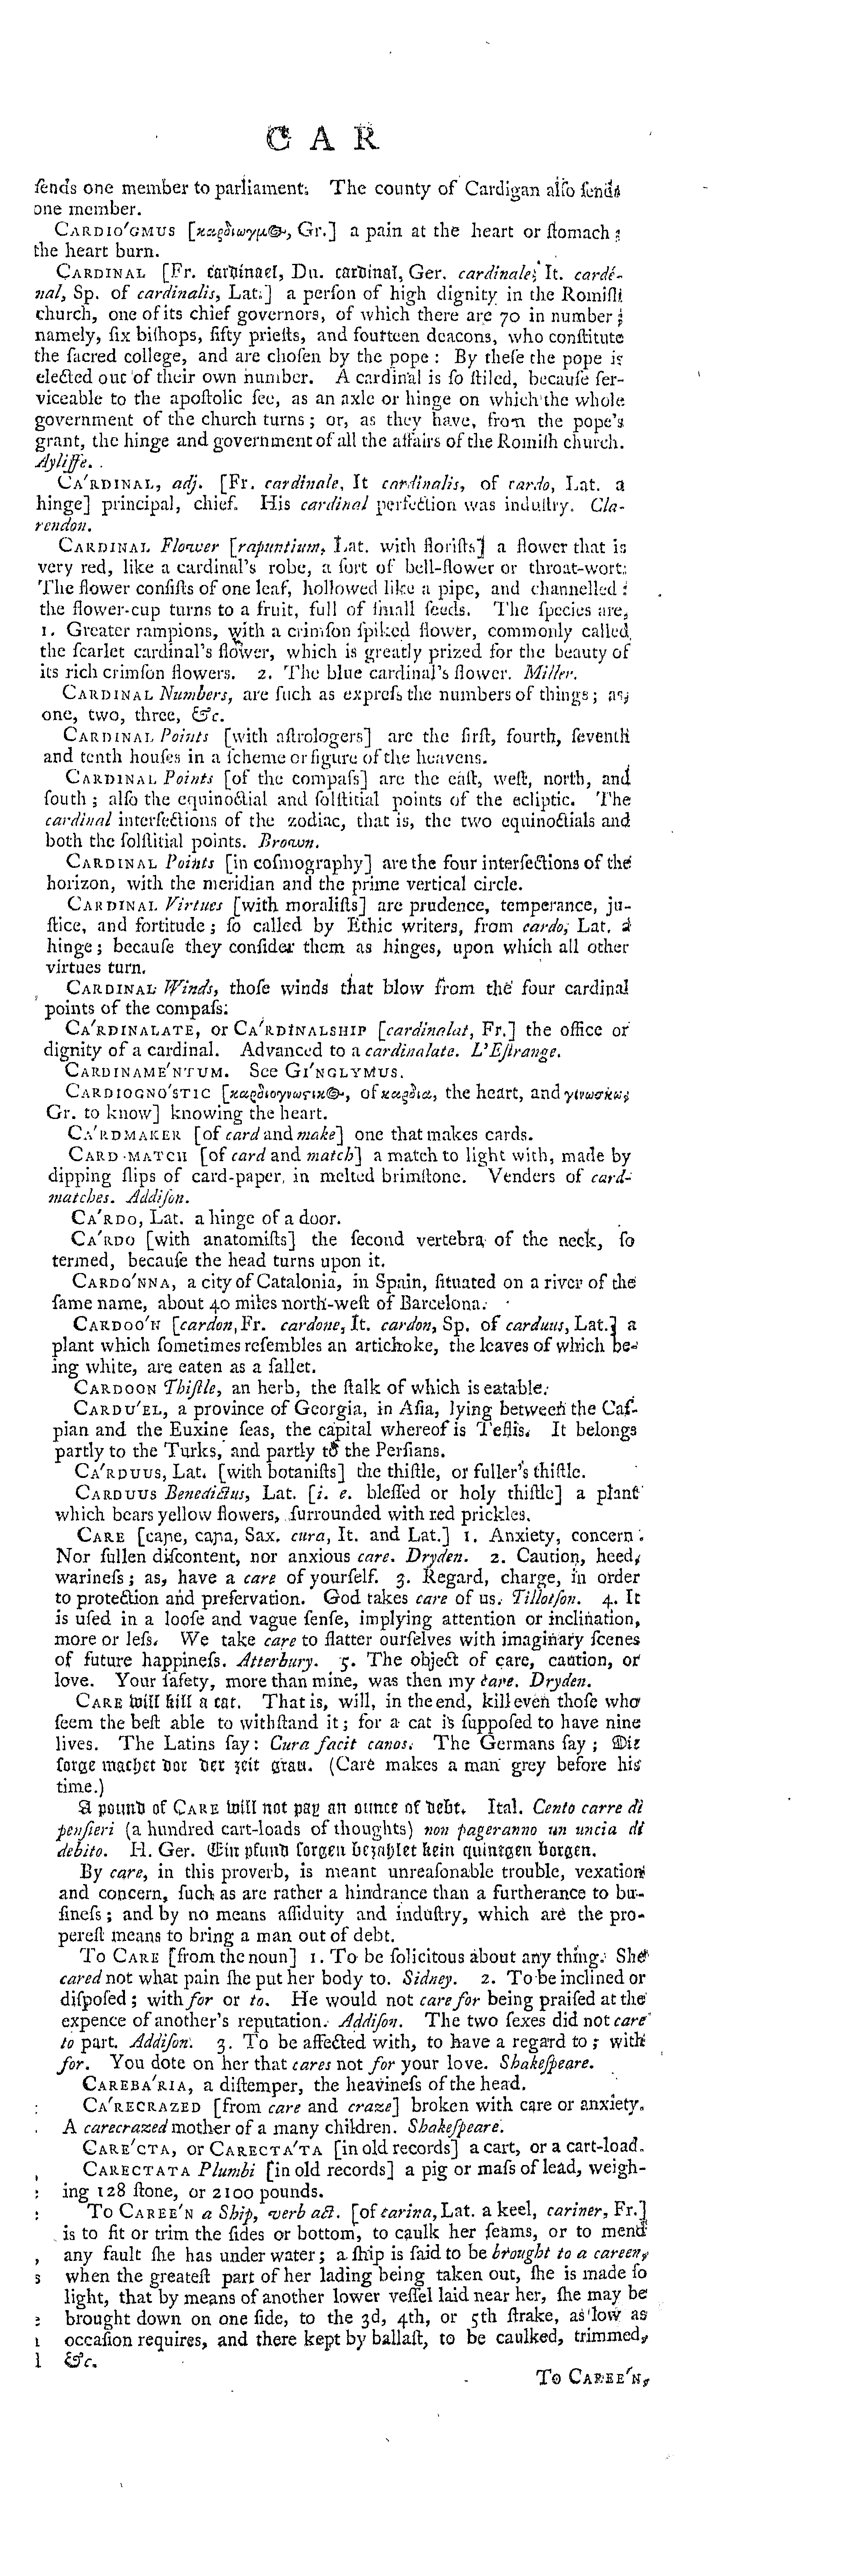 C A R
ſends one member to parliament. The county of Cardigan alſo ſends
one member.
CARDIO'GMUS [καρδιωγμος, Gr.] a pain at the heart or ſtomach;
the heart burn.
CARDINAL [Fr. cardinael, Du. cardinal, Ger. cardinale, It. cardé-
nal, Sp. of cardinalis, Lat.] a perſon of high dignity in the Romiſh
church, one of its chief governors, of which there are 70 in number;
namely, ſix biſhops, fifty prieſts, and fourteen deacons, who conſtitute
the ſacred college, and are choſen by the pope: By theſe the pope is
elected out of their own number. A cardinal is ſo ſtiled, becauſe ſer-
viceable to the apoſtolic ſee, as an axle or hinge on which the whole
government of the church turns; or, as they have, from the pope's
grant, the hinge and government of all the affairs of the Romiſh church.
Ayliffe.
CA'RDINAL, adj. [Fr. cardinale, It cardinalis, of cardo, Lat. a
hinge] principal, chief. His cardinal perfection was induſtry. Cla-
rendon.
CARDINAL Flower [rapuntium, Lat. with floriſts] a flower that is
very red, like a cardinal's robe, a ſort of bell-flower or throat-wort:
The flower conſiſts of one leaf, hollowed like a pipe, and channelled:
the flower-cup turns to a fruit, full of ſmall ſeeds. The ſpecies are,
1. Greater rampions, with a crimſon ſpiked flower, commonly called
the ſcarlet cardinal's flower, which is greatly prized for the beauty of
its rich crimſon flowers. 2. The blue cardinal's flower. Miller.
CARDINAL Numbers, are ſuch as expreſs the numbers of things; as,
one, two, three, &c.
CARDINAL Points [with aſtrologers] are the firſt, fourth, ſeventh
and tenth houſes in a ſcheme or figure of the heavens.
CARDINAL Points [of the compaſs] are the eaſt, weſt, north, and
ſouth; alſo the equinoctial and ſolſtitial points of the ecliptic. The
cardinal interſections of the zodiac, that is, the two equinoctials and
both the ſolſtitial points. Brown.
CARDINAL Points [in coſmography] are the four interſections of the
horizon, with the meridian and the prime vertical circle.
CARDINAL Virtues [with moraliſts] are prudence, temperance, ju-
ſtice, and fortitude; ſo called by Ethic writers, from cardo, Lat. a
hinge; becauſe they conſider them as hinges, upon which all other
virtues turn.
CARDINAL Winds, thoſe winds that blow from the four cardinal
points of the compaſs.
CA'RDINALATE, or CA'RDINALSHIP [cardinalat, Fr.] the office or
dignity of a cardinal. Advanced to a cardinalate. L'Eſtrange.
CARDINAME'NTUM. See GI'NGLYMUS.
CARDIOGNO'STIC [καρδιογνωστικος, of καρδια, the heart, and γινωσκω,
Gr. to know] knowing the heart.
CA'RDMAKER [of card and make] one that makes cards.
CARD-MATCH [of card and match] a match to light with, made by
dipping ſlips of card-paper, in melted brimſtone. Venders of card-
matches. Addiſon.
CA'RDO, Lat. a hinge of a door.
CA'RDO [with anatomiſts] the ſecond vertebra of the neck, ſo
termed, becauſe the head turns upon it.
CARDO'NNA, a city of Catalonia, in Spain, ſituated on a river of the
ſame name, about 40 miles north-weſt of Barcelona.
CARDOO'N [cardon, Fr. cardone, It. cardon, Sp. of carduus, Lat.] a
plant which ſometimes reſembles an artichoke, the leaves of which be-
ing white, are eaten as a ſallet.
CARDOON Thiſtle, an herb, the ſtalk of which is eatable.
CARDU'EL, a province of Georgia, in Aſia, lying between the Caſ-
pian and the Euxine ſeas, the capital whereof is Teflis. It belongs
partly to the Turks, and partly to the Perſians.
CA'RDUUS, Lat. [with botaniſts] the thiſtle, or fuller's thiſtle.
CARDUUS Benedictus, Lat. [i. e. bleſſed or holy thiſtle] a plant
which bears yellow flowers, ſurrounded with red prickles.
CARE [care, cara, Sax. cura, It. and Lat.] 1. Anxiety, concern.
Nor ſullen diſcontent, nor anxious care. Dryden. 2. Caution, heed,
warineſs; as, have a care of yourſelf. 3. Regard, charge, in order
to protection and preſervation. God takes care of us. Tillotſon. 4. It
is uſed in a looſe and vague ſenſe, implying attention or inclination,
more or leſs. We take care to flatter ourſelves with imaginary ſcenes
of future happineſs. Atterbury. 5. The object of care, caution, or
love. Your ſafety, more than mine, was then my care. Dryden.
CARE will kill a cat. That is, will, in the end, kill even thoſe who
ſeem the beſt able to withſtand it; for a cat is ſuppoſed to have nine
lives. The Latins ſay: Cura facit canos. The Germans ſay; Die
ſorge machet vor der zeit grau. (Care makes a man grey before his
time.)
A pound of CARE will not pay an ounce of debt. Ital. Cento carre di
penſieri (a hundred cart-loads of thoughts) non pageranno un uncia di
debito. H. Ger. Ein pfund ſorgen bezahlet kein quintgen borgen.
By care, in this proverb, is meant unreaſonable trouble, vexation
and concern, ſuch as are rather a hindrance than a furtherance to bu-
ſineſs; and by no means aſſiduity and induſtry, which are the pro-
pereſt means to bring a man out of debt.
To CARE [from the noun] 1. To be ſolicitous about any thing. She
cared not what pain ſhe put her body to. Sidney. 2. To be inclined or
diſpoſed; with for or to. He would not care for being praiſed at the
expence of another's reputation. Addiſon. The two ſexes did not care
to part. Addiſon. 3. To be affected with, to have a regard to; with
for. You dote on her that cares not for your love. Shakeſpeare.
CAREBA'RIA, a diſtemper, the heavineſs of the head.
CA'RECRAZED [from care and craze] broken with care or anxiety.
A carecrazed mother of a many children. Shakeſpeare.
CARE'CTA, or CARECTA'TA [in old records] a cart, or a cart-load.
CARECTATA Plumbi [in old records] a pig or maſs of lead, weigh-
ing 128 ſtone, or 2100 pounds.
To CAREE'N a Ship, verb act. [of carina, Lat. a keel, cariner, Fr.]
is to fit or trim the ſides or bottom, to caulk her ſeams, or to mend
any fault ſhe has under water; a ſhip is ſaid to be brought to a careen,
when the greateſt part of her lading being taken out, ſhe is made ſo
light, that by means of another lower veſſel laid near her, ſhe may be
brought down on one ſide, to the 3d, 4th, or 5th ſtrake, as low as
occaſion requires, and there kept by ballaſt, to be caulked, trimmed,
&c.
To CAREE'N,